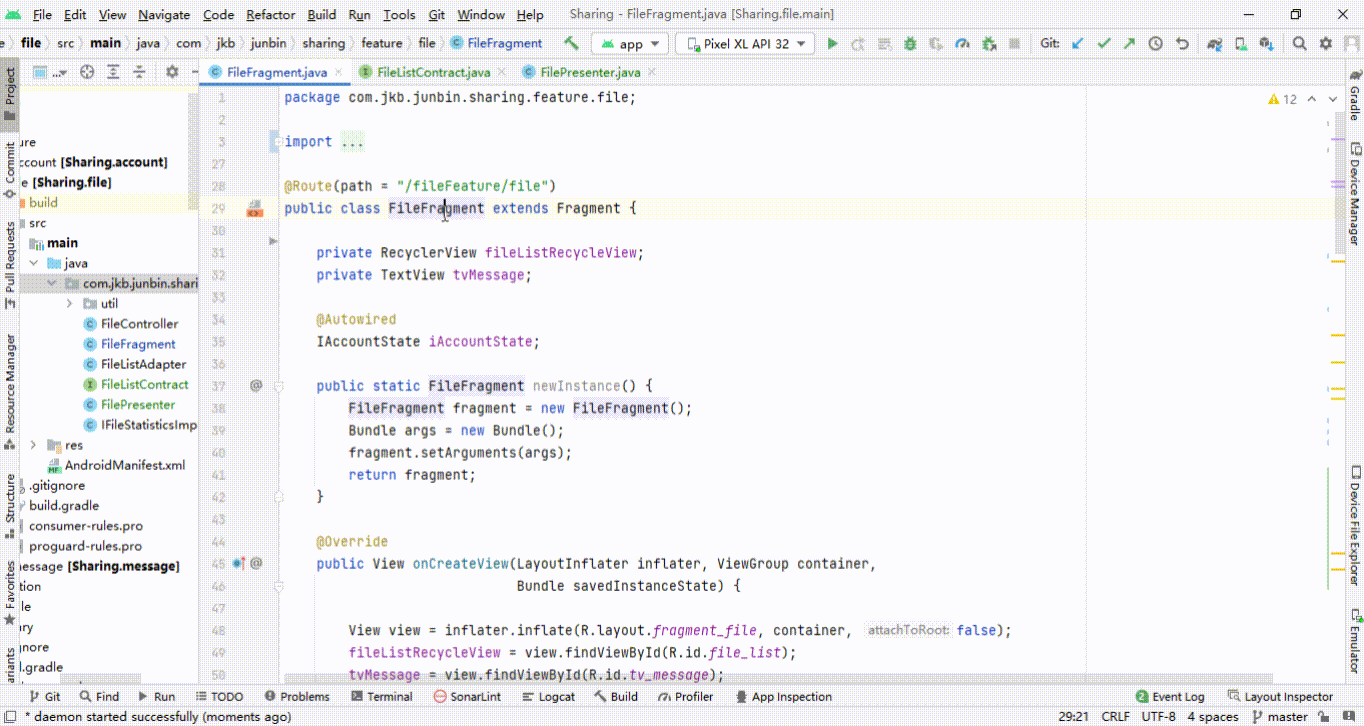 File Edit View Navigate Code Refactor Build Run Tools Git Window Help Sharing - FileFragment.java [Sharing.file.main]
e file src main java com jkb junbin sharing feature file FileFragment app Pixel XL API 32 Git:
Project
Commit
Pull Requests
Resource Manager
Structure
Favorites
ariants
...
ure
ccount [Sharing.account]
e [Sharing.file]
build
src
main
java
com.jkb.junbin.shari
util
FileController
FileFragment
FileListAdapter
FileListContract
FilePresenter
IFileStatisticsImp
res
AndroidManifest.xml
.gitignore
build.gradle
consumer-rules.pro
proguard-rules.pro
essage [Sharing.message]
tion
le
ry
nore
l.gradle
FileFragment.java FileListContract.java FilePresenter.java
12
1 package com.jkb.junbin.sharing.feature.file;
2
3 import ...
27
28 @Route(path = "/fileFeature/file")
29 public class FileFragment extends Fragment {
30
31 private RecyclerView fileListRecycleView;
32 private TextView tvMessage;
33
34 @Autowired
35 IAccountState iAccountState;
36
37 public static FileFragment newInstance() {
38 FileFragment fragment = new FileFragment();
39 Bundle args = new Bundle();
40 fragment.setArguments(args);
41 return fragment;
42 }
43
44 @Override
45 public View onCreateView(LayoutInflater inflater, ViewGroup container,
46 Bundle savedInstanceState) {
47
48 View view = inflater.inflate(R.layout.fragment_file, container, attachToRoot: false);
49 fileListRecycleView = view.findViewById(R.id.file_list);
50 tvMessage = view.findViewById(R.id.tv_message);
Gradle
Device Manager
Device File Explorer
Emulator
Git Find Run TODO Problems Terminal SonarLint Logcat Build Profiler App Inspection 2 Event Log Layout Inspector
* daemon started successfully (moments ago) 29:21 CRLF UTF-8 4 spaces master